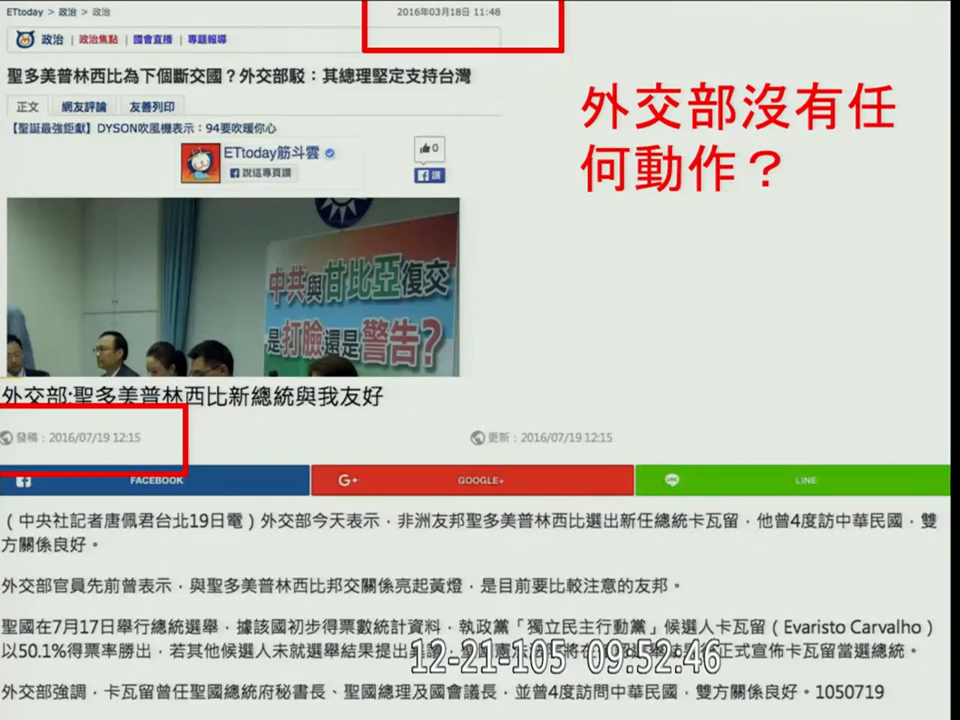 ETtoday > 政治 > 政治
2016年03月18日 11:48
政治 | 政治焦點 | 國會直播 | 專題報導
聖多美普林西比為下個斷交國？外交部駁：其總理堅定支持台灣
正文 網友評論 友善列印
【聖誕最強鉅獻】DYSON吹風機表示：94要吹暖你心
ETtoday筋斗雲
說這專頁讚
0
讚
外交部沒有任
何動作？
中共與甘比亞復交
是打臉還是警告？
外交部:聖多美普林西比新總統與我友好
發稿：2016/07/19 12:15
更新：2016/07/19 12:15
FACEBOOK
G+ GOOGLE+
LINE LINE
（中央社記者唐佩君台北19日電）外交部今天表示，非洲友邦聖多美普林西比選出新任總統卡瓦留，他曾4度訪中華民國，雙
方關係良好。
外交部官員先前曾表示，與聖多美普林西比邦交關係亮起黃燈，是目前要比較注意的友邦。
聖國在7月17日舉行總統選舉，據該國初步得票數統計資料，執政黨「獨立民主行動黨」候選人卡瓦留（Evaristo Carvalho）
以50.1%得票率勝出，若其他候選人未就選舉結果提出 正式宣佈卡瓦留當選總統。
12-21-105 09:52:46
外交部強調，卡瓦留曾任聖國總統府秘書長、聖國總理及國會議長，並曾4度訪問中華民國，雙方關係良好。1050719